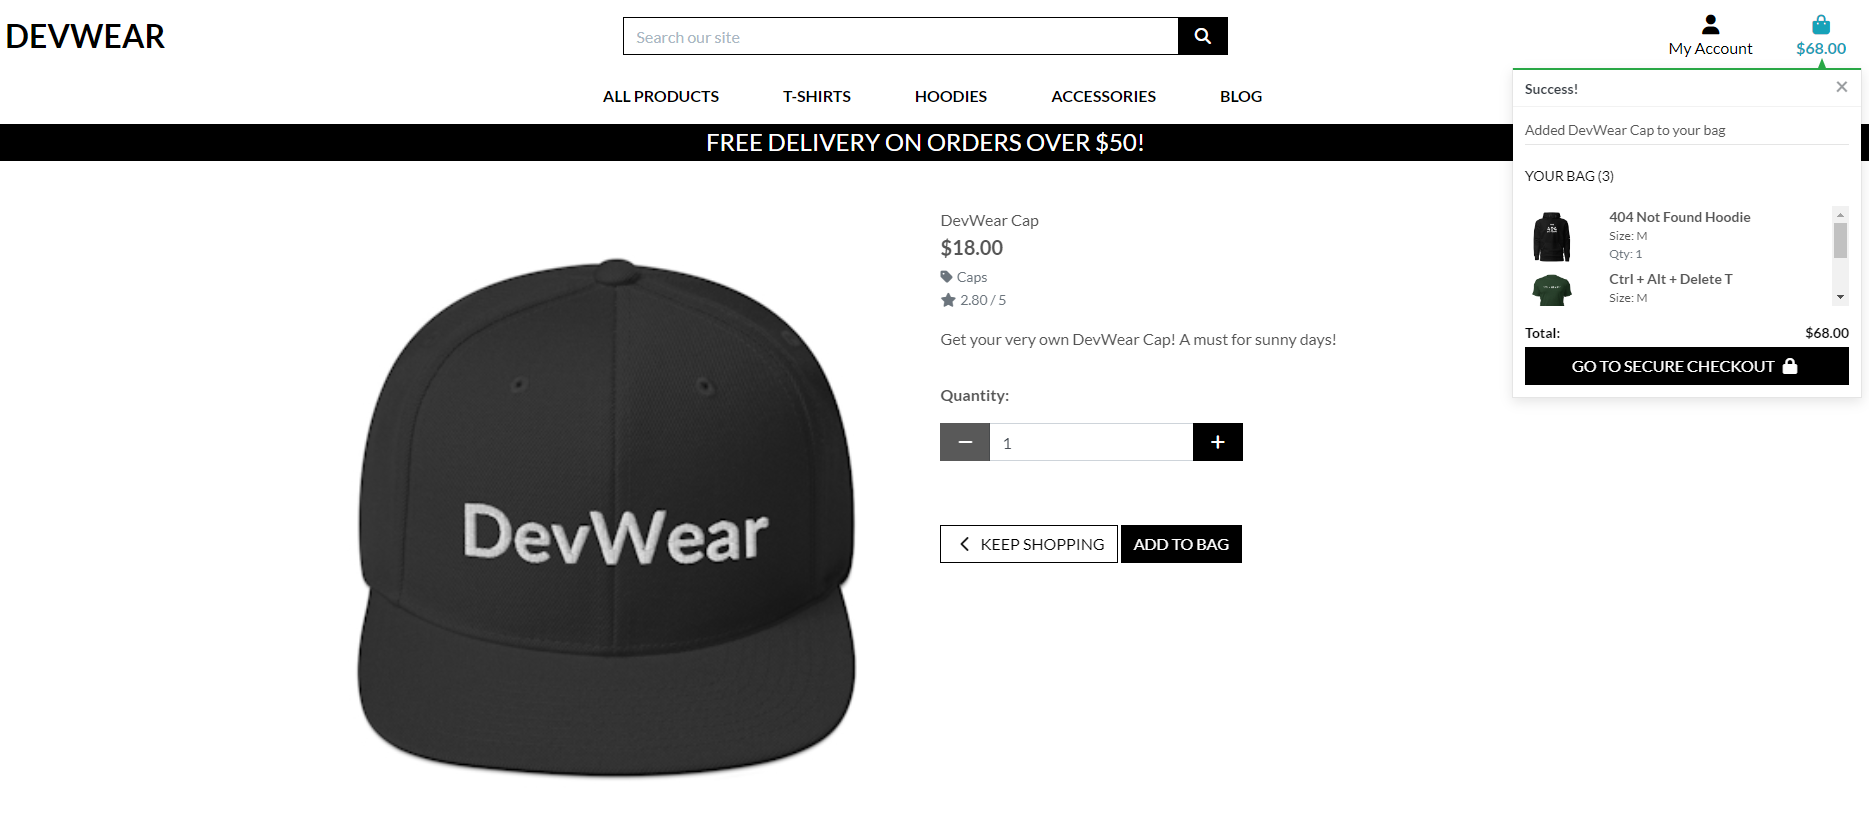 DEVWEAR
Search our site
My Account
$68.00
ALL PRODUCTS T-SHIRTS HOODIES ACCESSORIES BLOG
FREE DELIVERY ON ORDERS OVER $50!
Success!
×
Added DevWear Cap to your bag
YOUR BAG (3)
404 Not Found Hoodie
Size: M
Qty: 1
Ctrl + Alt + Delete T
Size: M
Total: $68.00
GO TO SECURE CHECKOUT
DevWear
DevWear Cap
$18.00
Caps
2.80 / 5
Get your very own DevWear Cap! A must for sunny days!
Quantity:
− 1 +
KEEP SHOPPING ADD TO BAG